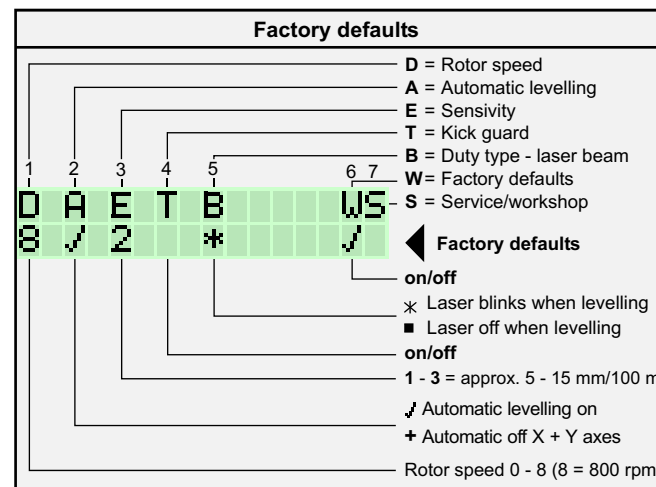 Factory defaults
D = Rotor speed
A = Automatic levelling
E = Sensivity
T = Kick guard
B = Duty type - laser beam
W= Factory defaults
S = Service/workshop
1 2 3 4 5 6 7
D A E T B W S
8 ✓ 2 * ✓
◀ Factory defaults
on/off
* Laser blinks when levelling
■ Laser off when levelling
on/off
1 - 3 = approx. 5 - 15 mm/100 m
✓ Automatic levelling on
+ Automatic off X + Y axes
Rotor speed 0 - 8 (8 = 800 rpm